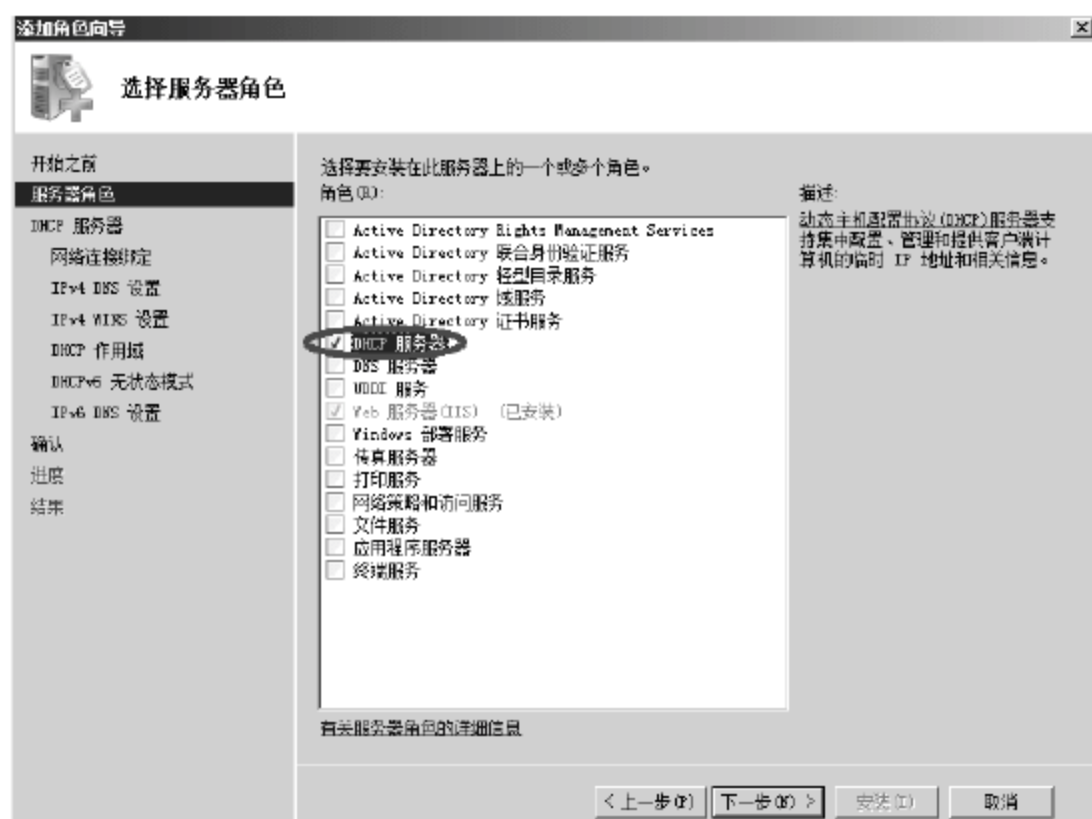 添加角色向导
选择服务器角色
开始之前
服务器角色
DHCP 服务器
网络连接绑定
IPv4 DNS 设置
IPv4 WINS 设置
DHCP 作用域
DHCPv6 无状态模式
IPv6 DNS 设置
确认
进度
结果
选择要安装在此服务器上的一个或多个角色。
角色(R):
Active Directory Rights Management Services
Active Directory 联合身份验证服务
Active Directory 轻型目录服务
Active Directory 域服务
Active Directory 证书服务
DHCP 服务器
DNS 服务器
UDDI 服务
Web 服务器(IIS) (已安装)
Windows 部署服务
传真服务器
打印服务
网络策略和访问服务
文件服务
应用程序服务器
终端服务
有关服务器角色的详细信息
描述:
动态主机配置协议(DHCP)服务器支
持集中配置、管理和提供客户端计
算机的临时 IP 地址和相关信息。
< 上一步(P)
下一步(N) >
安装(I)
取消